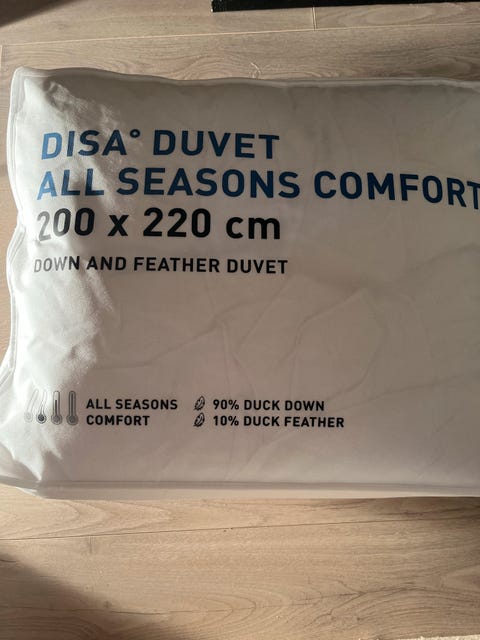 DISA° DUVET
ALL SEASONS COMFORT
200 x 220 cm
DOWN AND FEATHER DUVET
ALL SEASONS
COMFORT
90% DUCK DOWN
10% DUCK FEATHER